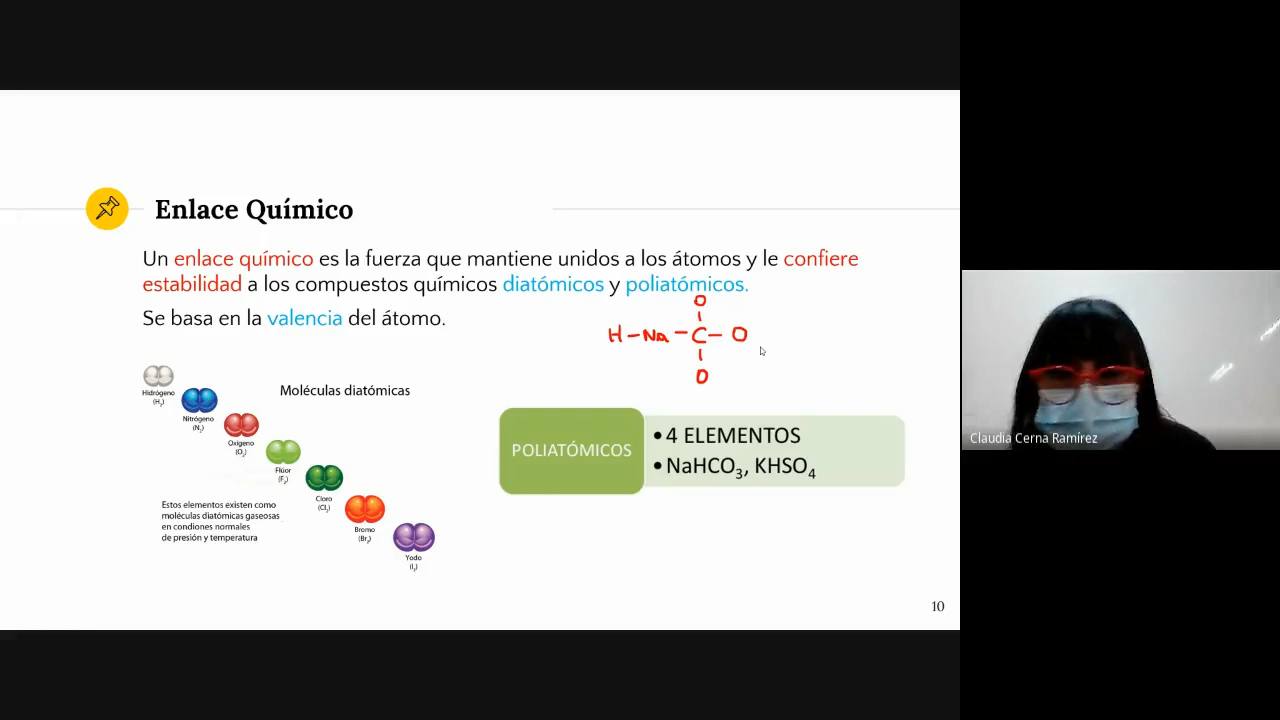 Enlace Químico
Un enlace químico es la fuerza que mantiene unidos a los átomos y le confiere
estabilidad a los compuestos químicos diatómicos y poliatómicos.
Se basa en la valencia del átomo.
O
H - Na - C - O
O
Moléculas diatómicas
Hidrógeno
(H₂)
Nitrógeno
(N₂)
Oxígeno
(O₂)
Flúor
(F₂)
Cloro
(Cl₂)
Bromo
(Br₂)
Yodo
(I₂)
Estos elementos existen como
moléculas diatómicas gaseosas
en condiones normales
de presión y temperatura
POLIATÓMICOS
• 4 ELEMENTOS
• NaHCO₃, KHSO₄
10
Claudia Cerna Ramírez